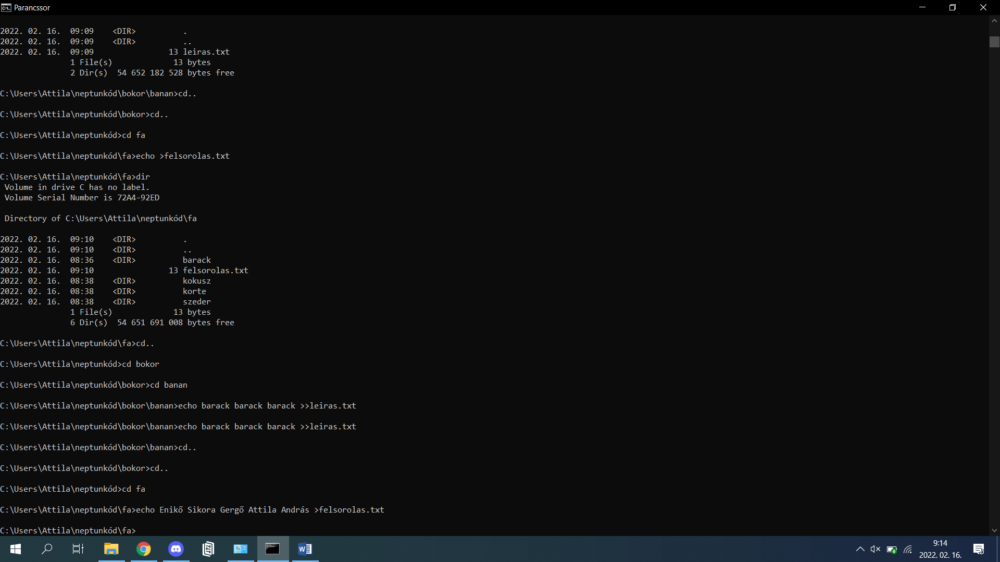 Parancssor
2022. 02. 16.  09:09    <DIR>          .
2022. 02. 16.  09:09    <DIR>          ..
2022. 02. 16.  09:09                13 leiras.txt
               1 File(s)             13 bytes
               2 Dir(s)  54 652 182 528 bytes free
C:\Users\Attila\neptunkód\bokor\banan>cd..
C:\Users\Attila\neptunkód\bokor>cd..
C:\Users\Attila\neptunkód>cd fa
C:\Users\Attila\neptunkód\fa>echo >felsorolas.txt
C:\Users\Attila\neptunkód\fa>dir
 Volume in drive C has no label.
 Volume Serial Number is 72A4-92ED
 Directory of C:\Users\Attila\neptunkód\fa
2022. 02. 16.  09:10    <DIR>          .
2022. 02. 16.  09:10    <DIR>          ..
2022. 02. 16.  08:36    <DIR>          barack
2022. 02. 16.  09:10                13 felsorolas.txt
2022. 02. 16.  08:38    <DIR>          kokusz
2022. 02. 16.  08:38    <DIR>          korte
2022. 02. 16.  08:38    <DIR>          szeder
               1 File(s)             13 bytes
               6 Dir(s)  54 651 691 008 bytes free
C:\Users\Attila\neptunkód\fa>cd..
C:\Users\Attila\neptunkód>cd bokor
C:\Users\Attila\neptunkód\bokor>cd banan
C:\Users\Attila\neptunkód\bokor\banan>echo barack barack barack >>leiras.txt
C:\Users\Attila\neptunkód\bokor\banan>echo barack barack barack >>leiras.txt
C:\Users\Attila\neptunkód\bokor\banan>cd..
C:\Users\Attila\neptunkód\bokor>cd..
C:\Users\Attila\neptunkód>cd fa
C:\Users\Attila\neptunkód\fa>echo Enikő Sikora Gergő Attila András >felsorolas.txt
C:\Users\Attila\neptunkód\fa>
9:14
2022. 02. 16.